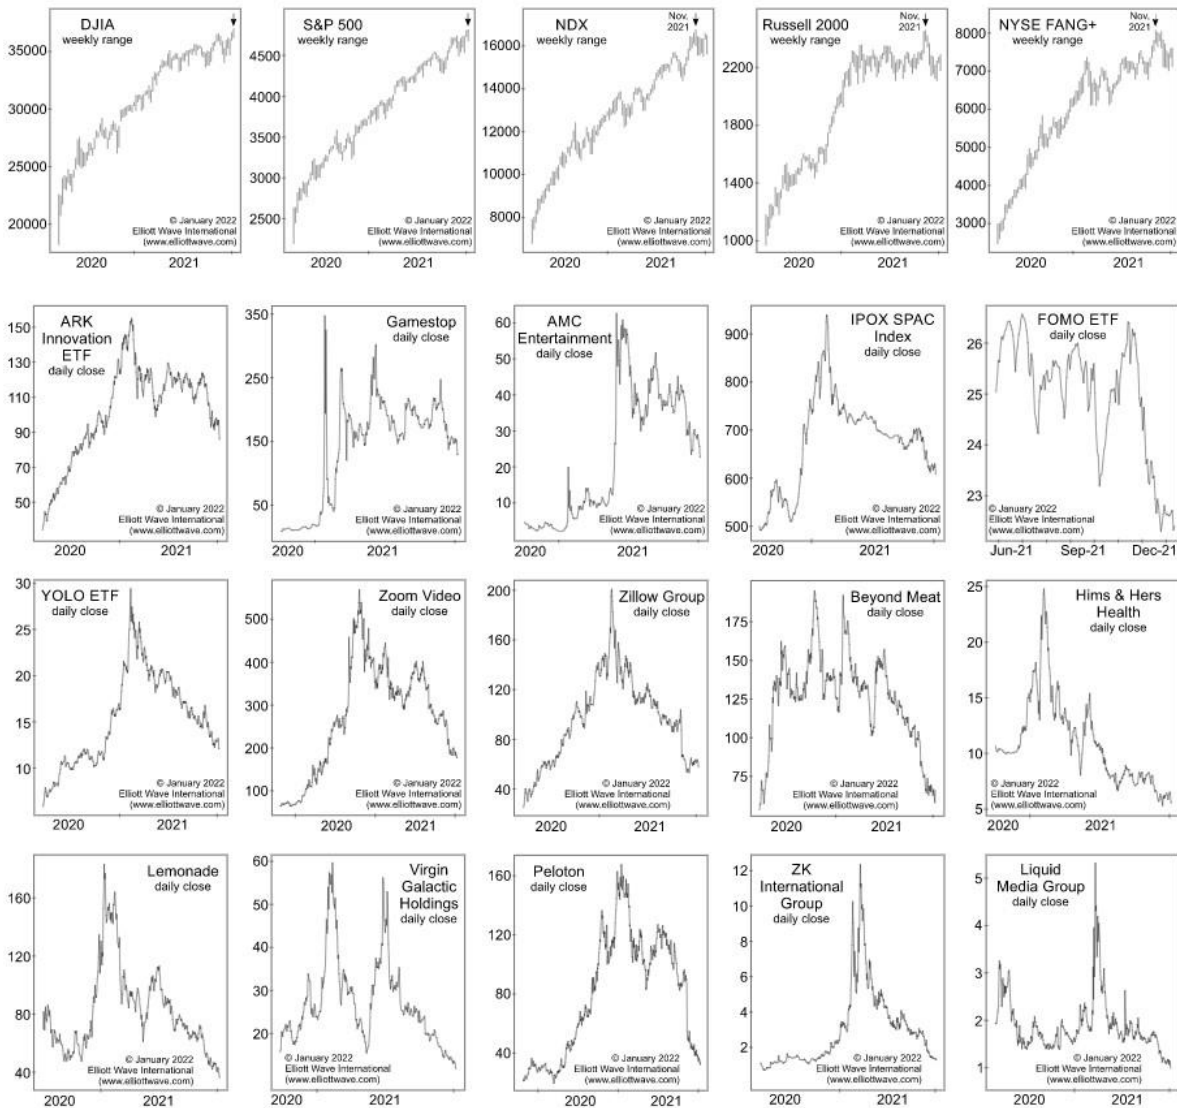 DJIA
weekly range
35000
30000
25000
20000
© January 2022
Elliott Wave International
(www.elliottwave.com)
2020 2021
S&P 500
weekly range
4500
4000
3500
3000
2500
© January 2022
Elliott Wave International
(www.elliottwave.com)
2020 2021
NDX
weekly range
Nov.
2021
16000
14000
12000
10000
8000
© January 2022
Elliott Wave International
(www.elliottwave.com)
2020 2021
Russell 2000
weekly range
Nov.
2021
2200
1800
1400
1000
© January 2022
Elliott Wave International
(www.elliottwave.com)
2020 2021
NYSE FANG+
weekly range
Nov.
2021
8000
7000
6000
5000
4000
3000
© January 2022
Elliott Wave International
(www.elliottwave.com)
2020 2021
ARK
Innovation
ETF
daily close
150
130
110
90
70
50
© January 2022
Elliott Wave International
(www.elliottwave.com)
2020 2021
Gamestop
daily close
350
250
150
50
© January 2022
Elliott Wave International
(www.elliottwave.com)
2020 2021
AMC
Entertainment
daily close
60
50
40
30
20
10
© January 2022
Elliott Wave International
(www.elliottwave.com)
2020 2021
IPOX SPAC
Index
daily close
900
800
700
600
500
© January 2022
Elliott Wave International
(www.elliottwave.com)
2020 2021
FOMO ETF
daily close
26
25
24
23
© January 2022
Elliott Wave International
(www.elliottwave.com)
Jun-21 Sep-21 Dec-21
YOLO ETF
daily close
30
25
20
15
10
© January 2022
Elliott Wave International
(www.elliottwave.com)
2020 2021
Zoom Video
daily close
500
400
300
200
100
© January 2022
Elliott Wave International
(www.elliottwave.com)
2020 2021
Zillow Group
daily close
200
160
120
80
40
© January 2022
Elliott Wave International
(www.elliottwave.com)
2020 2021
Beyond Meat
daily close
175
150
125
100
75
© January 2022
Elliott Wave International
(www.elliottwave.com)
2020 2021
Hims & Hers
Health
daily close
25
20
15
10
5
© January 2022
Elliott Wave International
(www.elliottwave.com)
2020 2021
Lemonade
daily close
160
120
80
40
© January 2022
Elliott Wave International
(www.elliottwave.com)
2020 2021
Virgin
Galactic
Holdings
daily close
60
50
40
30
20
© January 2022
Elliott Wave International
(www.elliottwave.com)
2020 2021
Peloton
daily close
160
120
80
40
© January 2022
Elliott Wave International
(www.elliottwave.com)
2020 2021
ZK
International
Group
daily close
12
10
8
6
4
2
© January 2022
Elliott Wave International
(www.elliottwave.com)
2020 2021
Liquid
Media Group
daily close
5
4
3
2
1
© January 2022
Elliott Wave International
(www.elliottwave.com)
2020 2021